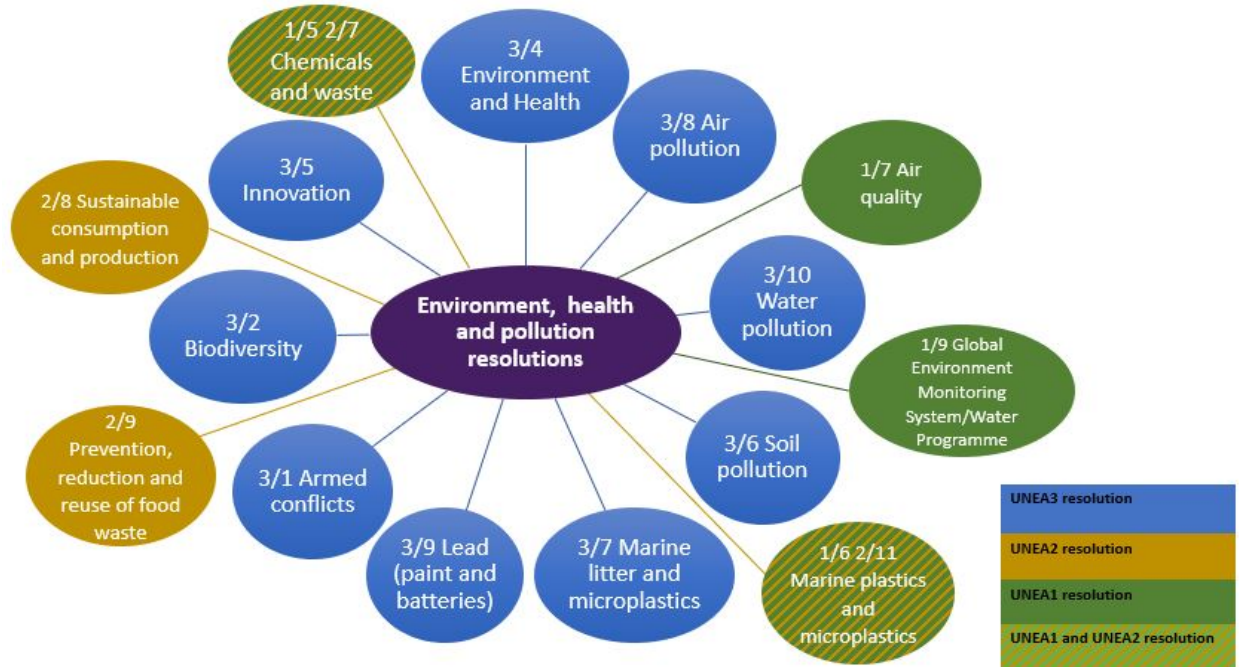 1/5 2/7
Chemicals
and waste
3/4
Environment
and Health
3/8 Air
pollution
1/7 Air
quality
3/10
Water
pollution
1/9 Global
Environment
Monitoring
System/Water
Programme
3/6 Soil
pollution
1/6 2/11
Marine plastics
and
microplastics
3/7 Marine
litter and
microplastics
3/9 Lead
(paint and
batteries)
3/1 Armed
conflicts
2/9
Prevention,
reduction and
reuse of food
waste
3/2
Biodiversity
2/8 Sustainable
consumption
and production
3/5
Innovation
Environment, health
and pollution
resolutions
UNEA3 resolution
UNEA2 resolution
UNEA1 resolution
UNEA1 and UNEA2 resolution